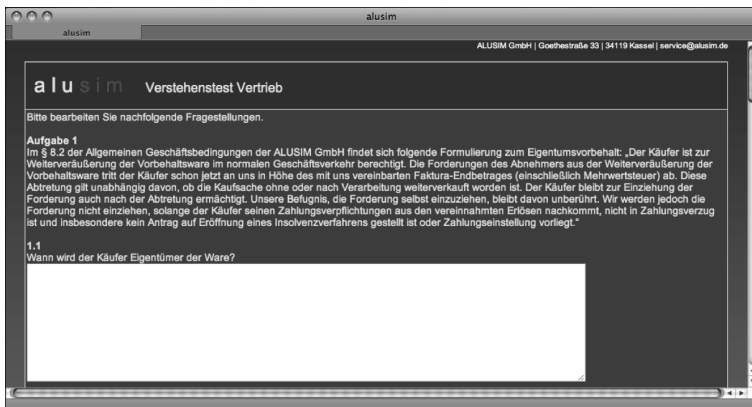 alusim
alusim
ALUSIM GmbH | Goethestraße 33 | 34119 Kassel | service@alusim.de
alusim Verstehenstest Vertrieb
Bitte bearbeiten Sie nachfolgende Fragestellungen.
Aufgabe 1
Im § 8.2 der Allgemeinen Geschäftsbedingungen der ALUSIM GmbH findet sich folgende Formulierung zum Eigentumsvorbehalt: „Der Käufer ist zur
Weiterveräußerung der Vorbehaltsware im normalen Geschäftsverkehr berechtigt. Die Forderungen des Abnehmers aus der Weiterveräußerung der
Vorbehaltsware tritt der Käufer schon jetzt an uns in Höhe des mit uns vereinbarten Faktura-Endbetrages (einschließlich Mehrwertsteuer) ab. Diese
Abtretung gilt unabhängig davon, ob die Kaufsache ohne oder nach Verarbeitung weiterverkauft worden ist. Der Käufer bleibt zur Einziehung der
Forderung auch nach der Abtretung ermächtigt. Unsere Befugnis, die Forderung selbst einzuziehen, bleibt davon unberührt. Wir werden jedoch die
Forderung nicht einziehen, solange der Käufer seinen Zahlungsverpflichtungen aus den vereinnahmten Erlösen nachkommt, nicht in Zahlungsverzug
ist und insbesondere kein Antrag auf Eröffnung eines Insolvenzverfahrens gestellt ist oder Zahlungseinstellung vorliegt.“
1.1
Wann wird der Käufer Eigentümer der Ware?